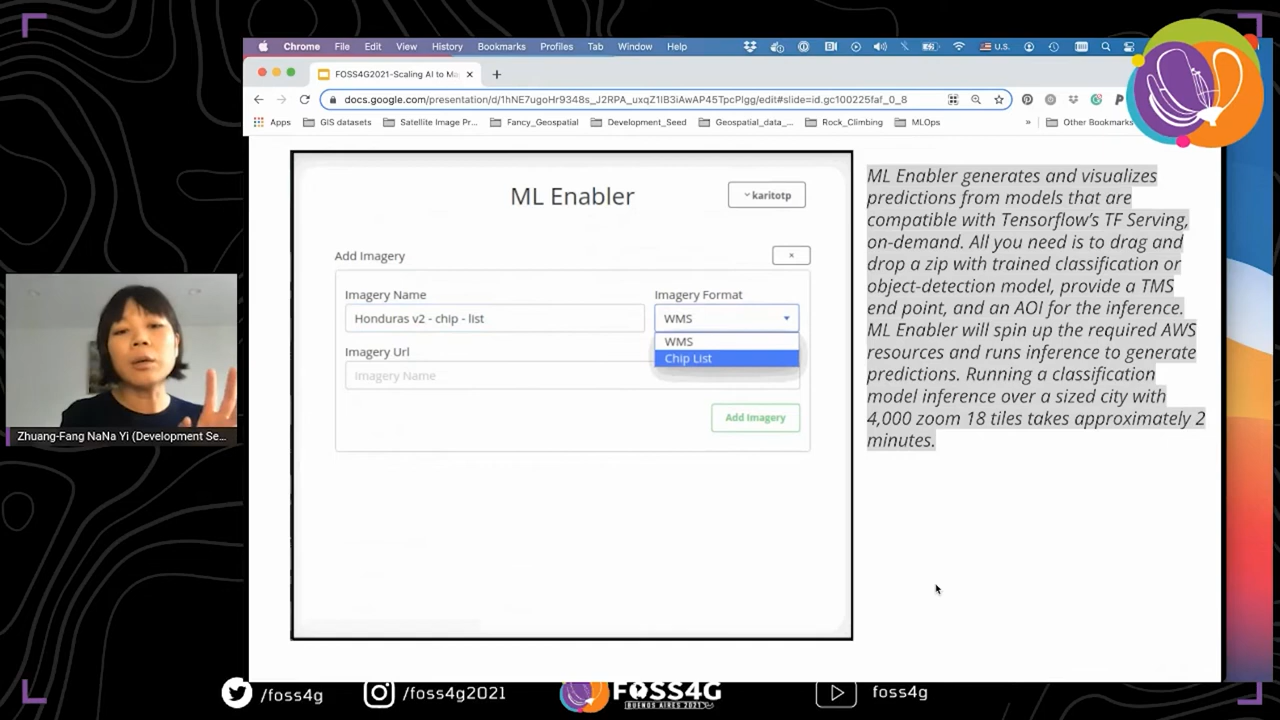 Chrome File Edit View History Bookmarks Profiles Tab Window Help U.S.
FOSS4G2021-Scaling AI to Ma
docs.google.com/presentation/d/1hNE7ugoHr9348s_J2RPA_uxqZ1lB3iAwAP45TpcPlgg/edit#slide=id.gc100225faf_0_8
Apps GIS datasets Satellite Image Pr... Fancy_Geospatial Development_Seed Geospatial_data_... Rock_Climbing MLOps » Other Bookmarks
ML Enabler
karitotp
Add Imagery
×
Imagery Name
Honduras v2 - chip - list
Imagery Format
WMS
WMS
Chip List
Imagery Url
Imagery Name
Add Imagery
ML Enabler generates and visualizes
predictions from models that are
compatible with Tensorflow's TF Serving,
on-demand. All you need is to drag and
drop a zip with trained classification or
object-detection model, provide a TMS
end point, and an AOI for the inference.
ML Enabler will spin up the required AWS
resources and runs inference to generate
predictions. Running a classification
model inference over a sized city with
4,000 zoom 18 tiles takes approximately 2
minutes.
Zhuang-Fang NaNa Yi (Development Se...
/foss4g
/foss4g2021
FOSS4G
BUENOS AIRES 2021
foss4g